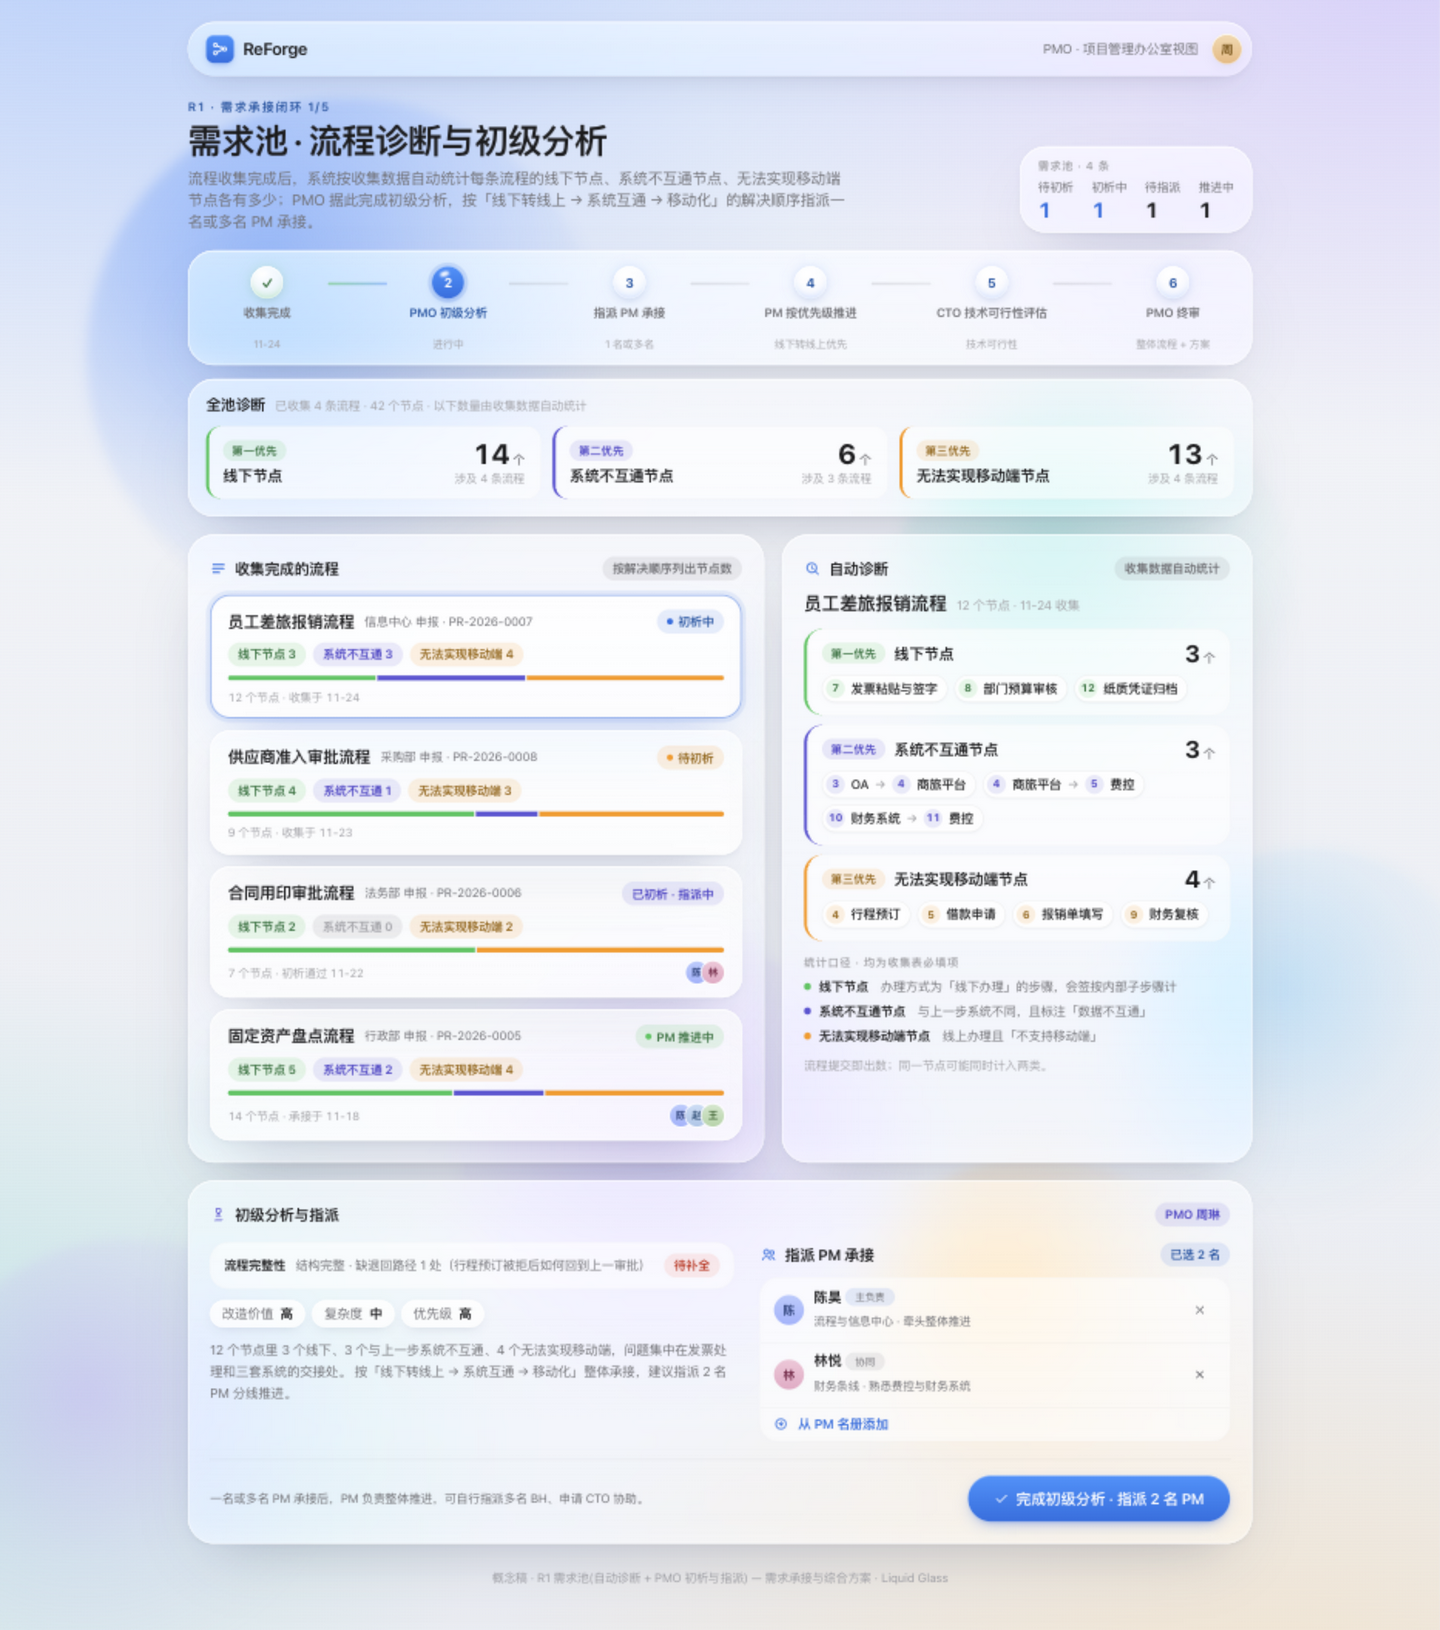 ReForge
PMO · 项目管理办公室视图
周
R1 · 需求承接闭环 1/5
需求池 · 流程诊断与初级分析
流程收集完成后，系统按收集数据自动统计每条流程的线下节点、系统不互通节点、无法实现移动端
节点各有多少；PMO 据此完成初级分析，按「线下转线上 → 系统互通 → 移动化」的解决顺序指派一
名或多名 PM 承接。
需求池 · 4 条
待初析 初析中 待指派 推进中
1 1 1 1
2 3 4 5 6
收集完成 PMO 初级分析 指派 PM 承接 PM 按优先级推进 CTO 技术可行性评估 PMO 终审
11-24 进行中 1 名或多名 线下转线上优先 技术可行性 整体流程 + 方案
全池诊断 已收集 4 条流程 · 42 个节点 · 以下数量由收集数据自动统计
第一优先
线下节点
14 个
涉及 4 条流程
第二优先
系统不互通节点
6 个
涉及 3 条流程
第三优先
无法实现移动端节点
13 个
涉及 4 条流程
收集完成的流程
按解决顺序列出节点数
员工差旅报销流程 信息中心 申报 · PR-2026-0007
初析中
线下节点 3 系统不互通 3 无法实现移动端 4
12 个节点 · 收集于 11-24
供应商准入审批流程 采购部 申报 · PR-2026-0008
待初析
线下节点 4 系统不互通 1 无法实现移动端 3
9 个节点 · 收集于 11-23
合同用印审批流程 法务部 申报 · PR-2026-0006
已初析 · 指派中
线下节点 2 系统不互通 0 无法实现移动端 2
7 个节点 · 初析通过 11-22
陈 林
固定资产盘点流程 行政部 申报 · PR-2026-0005
PM 推进中
线下节点 5 系统不互通 2 无法实现移动端 4
14 个节点 · 承接于 11-18
陈 赵 王
自动诊断
收集数据自动统计
员工差旅报销流程 12 个节点 · 11-24 收集
第一优先 线下节点 3 个
7 发票粘贴与签字 8 部门预算审核 12 纸质凭证归档
第二优先 系统不互通节点 3 个
3 OA → 4 商旅平台 4 商旅平台 → 5 费控
10 财务系统 → 11 费控
第三优先 无法实现移动端节点 4 个
4 行程预订 5 借款申请 6 报销单填写 9 财务复核
统计口径 · 均为收集表必填项
线下节点 办理方式为「线下办理」的步骤，会签按内部子步骤计
系统不互通节点 与上一步系统不同，且标注「数据不互通」
无法实现移动端节点 线上办理且「不支持移动端」
流程提交即出数；同一节点可能同时计入两类。
初级分析与指派
PMO 周琳
流程完整性 结构完整 · 缺退回路径 1 处（行程预订被拒后如何回到上一审批） 待补全
改造价值 高 复杂度 中 优先级 高
12 个节点里 3 个线下、3 个与上一步系统不互通、4 个无法实现移动端，问题集中在发票处
理和三套系统的交接处。 按「线下转线上 → 系统互通 → 移动化」整体承接，建议指派 2 名
PM 分线推进。
指派 PM 承接
已选 2 名
陈 陈昊 主负责
流程与信息中心 · 牵头整体推进
林 林悦 协同
财务条线 · 熟悉费控与财务系统
从 PM 名册添加
一名或多名 PM 承接后，PM 负责整体推进，可自行指派多名 BH、申请 CTO 协助。
完成初级分析 · 指派 2 名 PM
概念稿 · R1 需求池(自动诊断 + PMO 初析与指派) — 需求承接与综合方案 · Liquid Glass